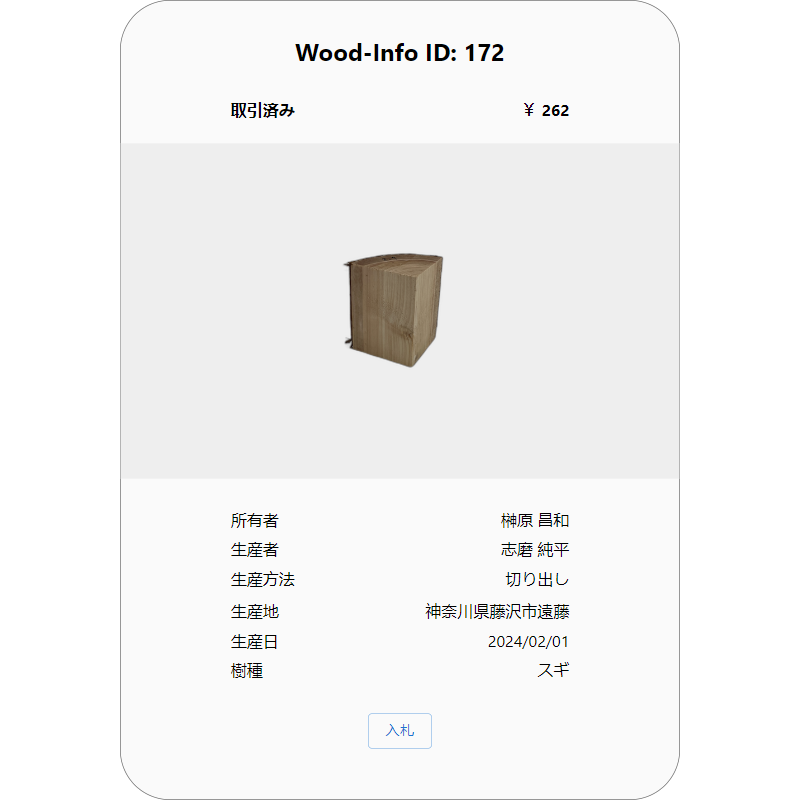 Wood-Info ID: 172
取引済み ￥ 262
所有者 榊原 昌和
生産者 志磨 純平
生産方法 切り出し
生産地 神奈川県藤沢市遠藤
生産日 2024/02/01
樹種 スギ
入札